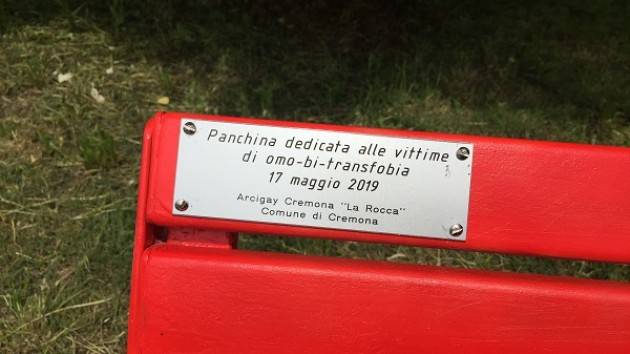 Panchina dedicata alle vittime
di omo-bi-transfobia
17 maggio 2019
Arcigay Cremona "La Rocca"
Comune di Cremona